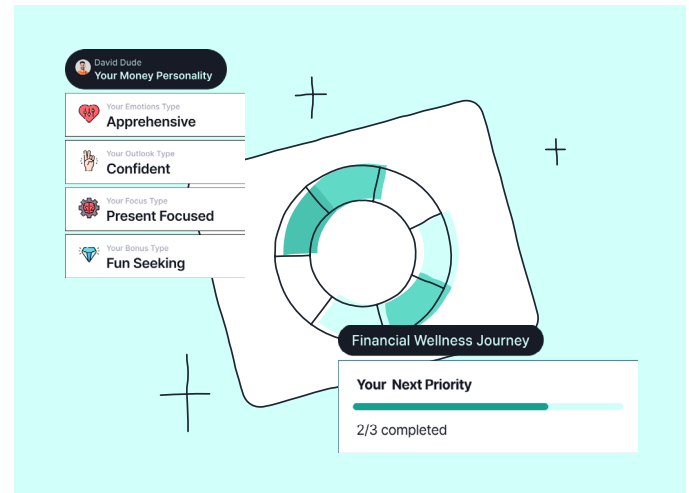 David Dude
Your Money Personality
Your Emotions Type
Apprehensive
Your Outlook Type
Confident
Your Focus Type
Present Focused
Your Bonus Type
Fun Seeking
Financial Wellness Journey
Your Next Priority
2/3 completed